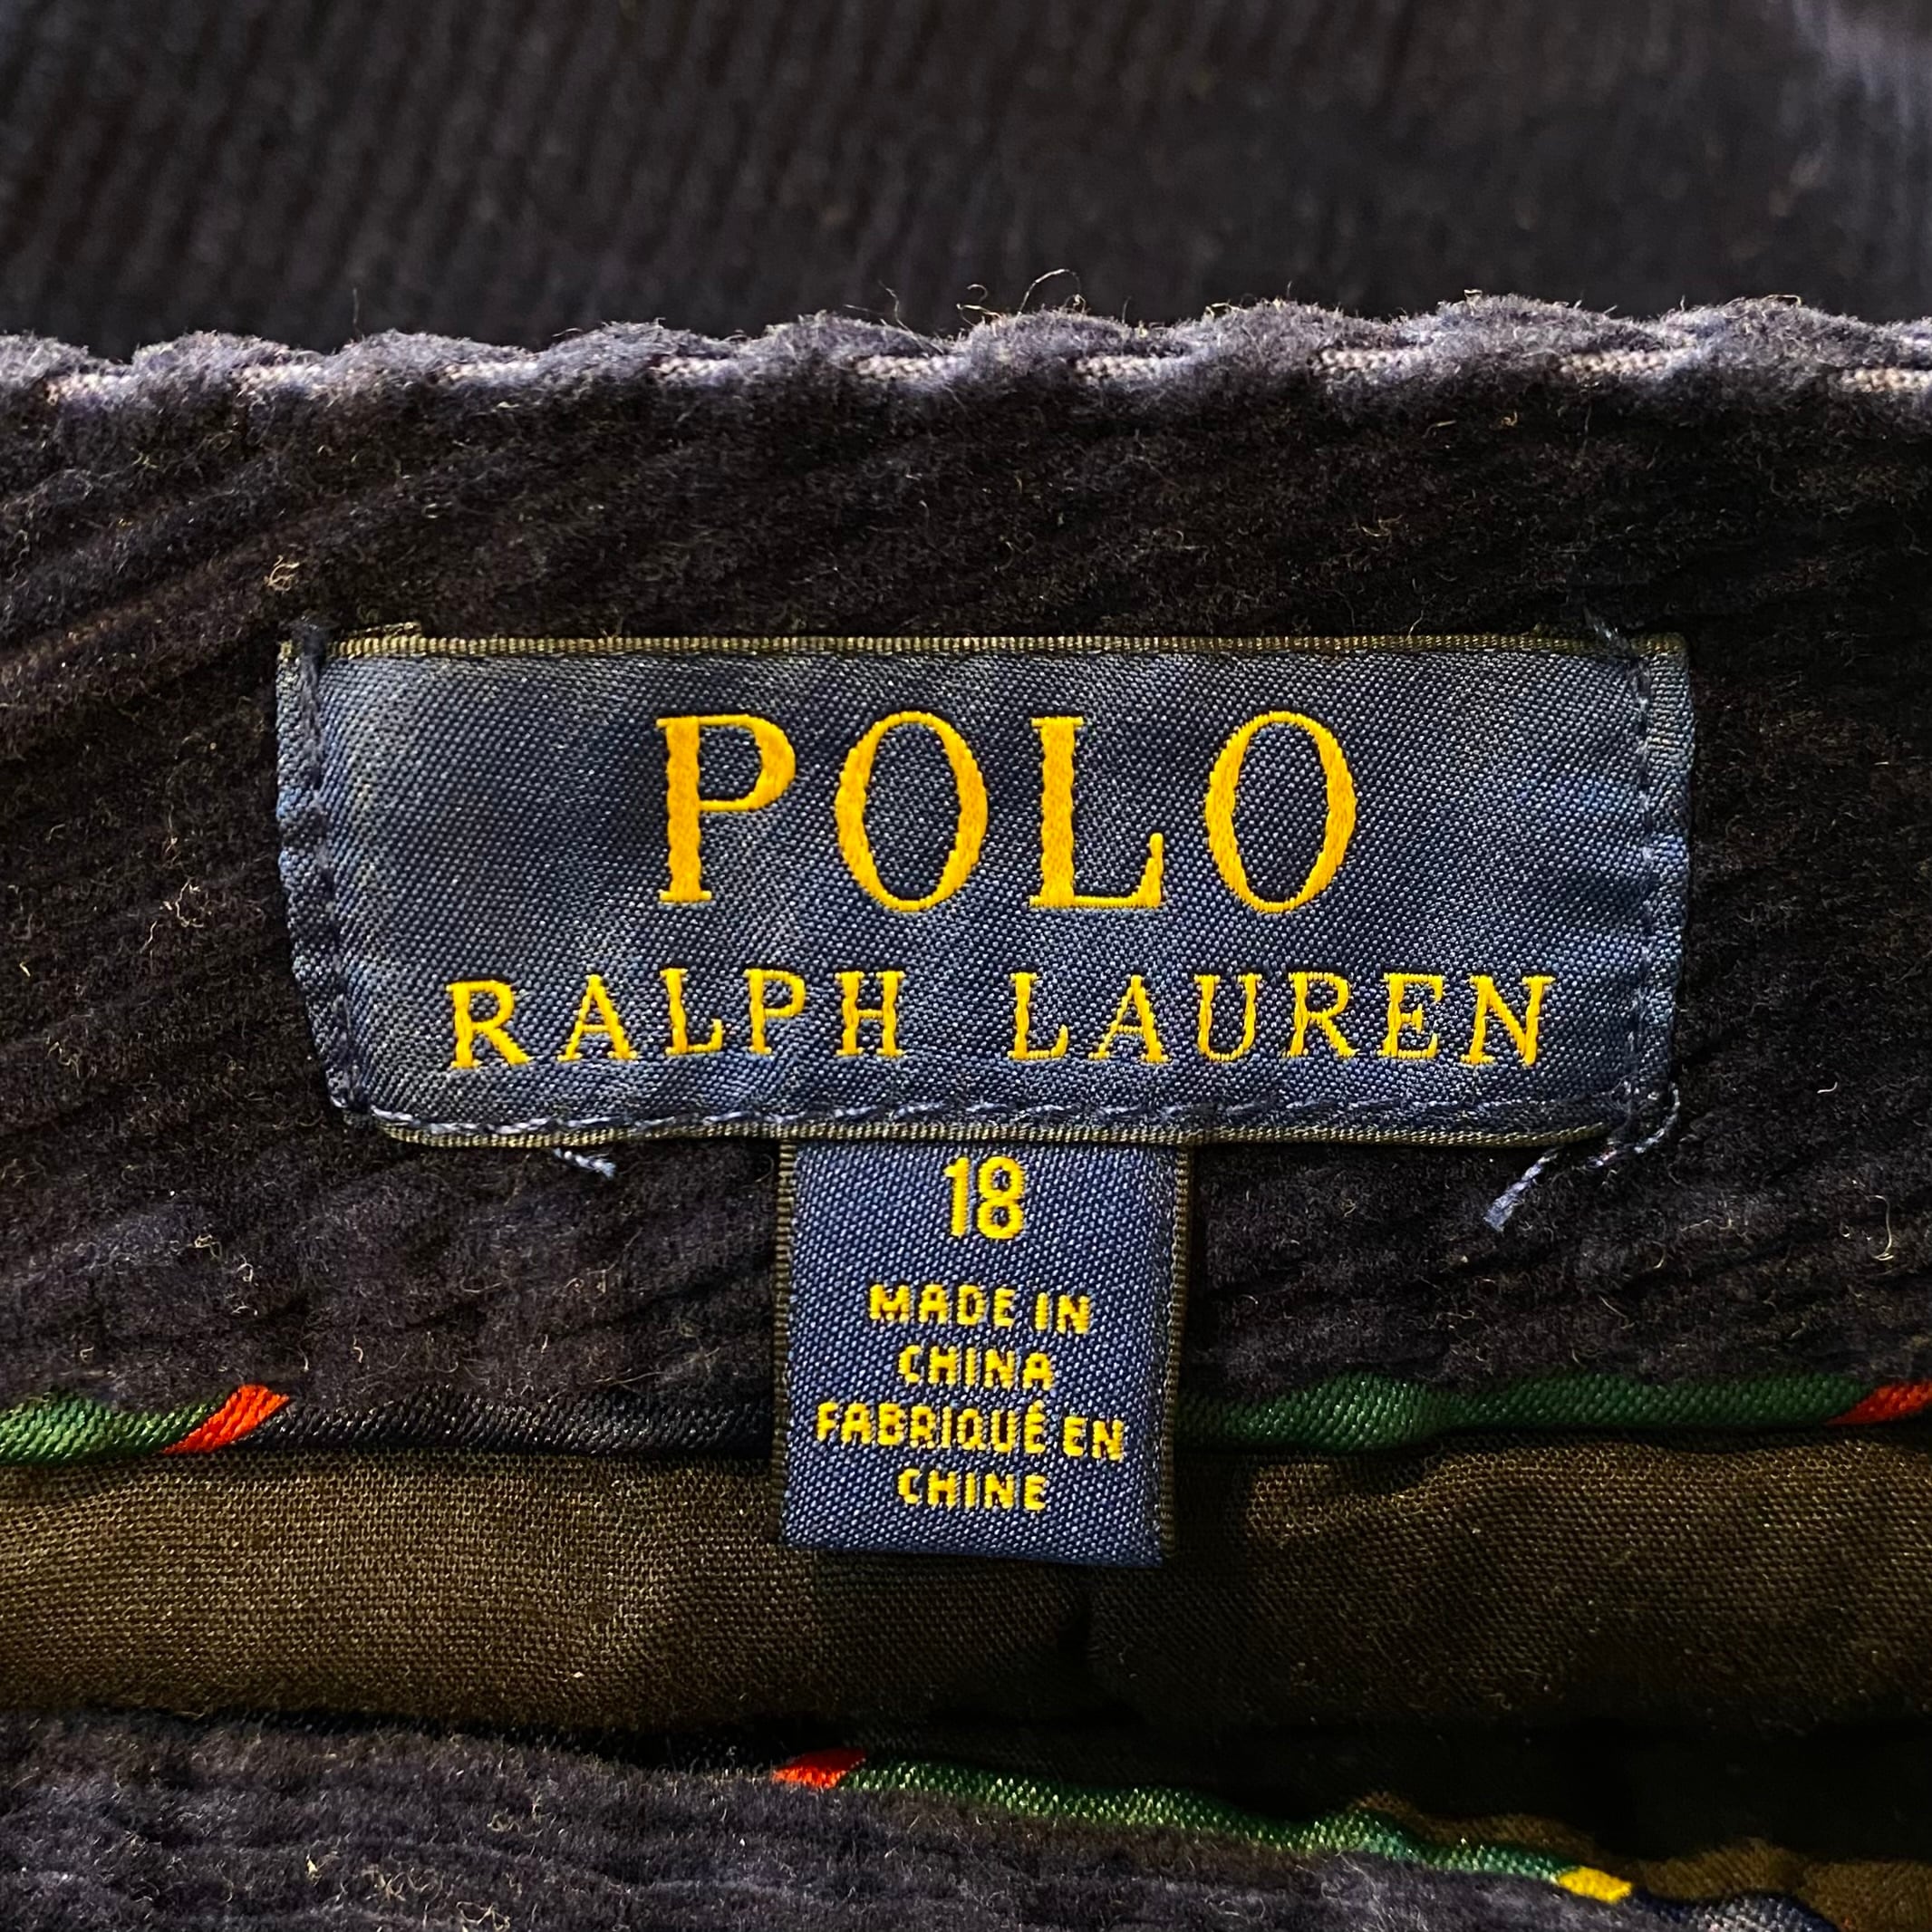 POLO
RALPH LAUREN
18
MADE IN
CHINA
FABRIQUÉ EN
CHINE